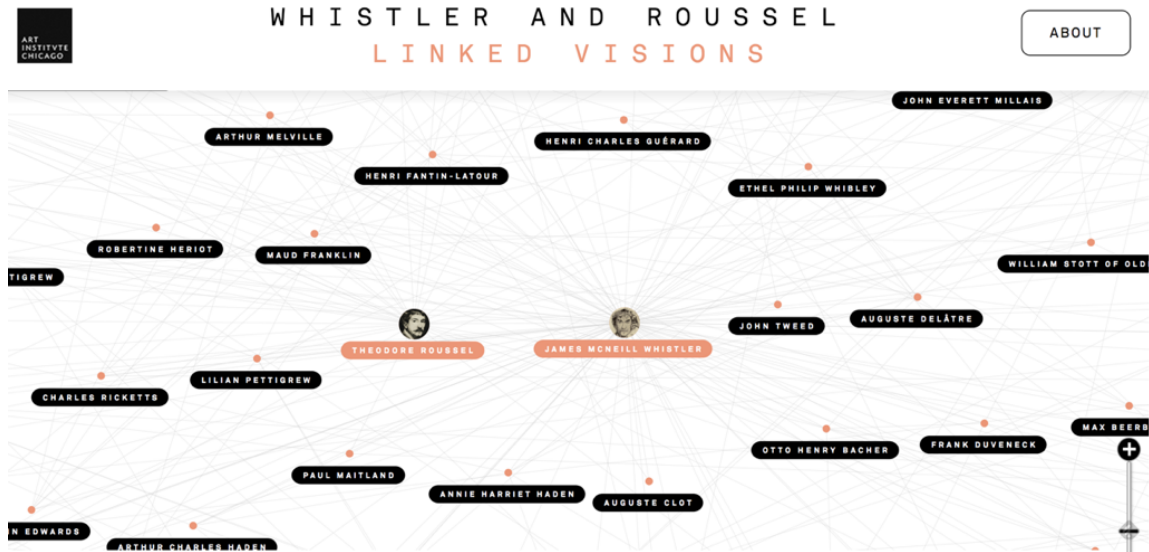 ART
INSTITVTE
CHICAGO
WHISTLER AND ROUSSEL
LINKED VISIONS
ABOUT
JOHN EVERETT MILLAIS
ARTHUR MELVILLE
HENRI CHARLES GUÉRARD
HENRI FANTIN-LATOUR
ETHEL PHILIP WHIBLEY
ROBERTINE HERIOT
MAUD FRANKLIN
WILLIAM STOTT OF OLD
TIGREW
JOHN TWEED
AUGUSTE DELÂTRE
THEODORE ROUSSEL
JAMES MCNEILL WHISTLER
LILIAN PETTIGREW
CHARLES RICKETTS
MAX BEERB
OTTO HENRY BACHER
FRANK DUVENECK
PAUL MAITLAND
ANNIE HARRIET HADEN
AUGUSTE CLOT
N EDWARDS
ARTHUR CHARLES HADEN